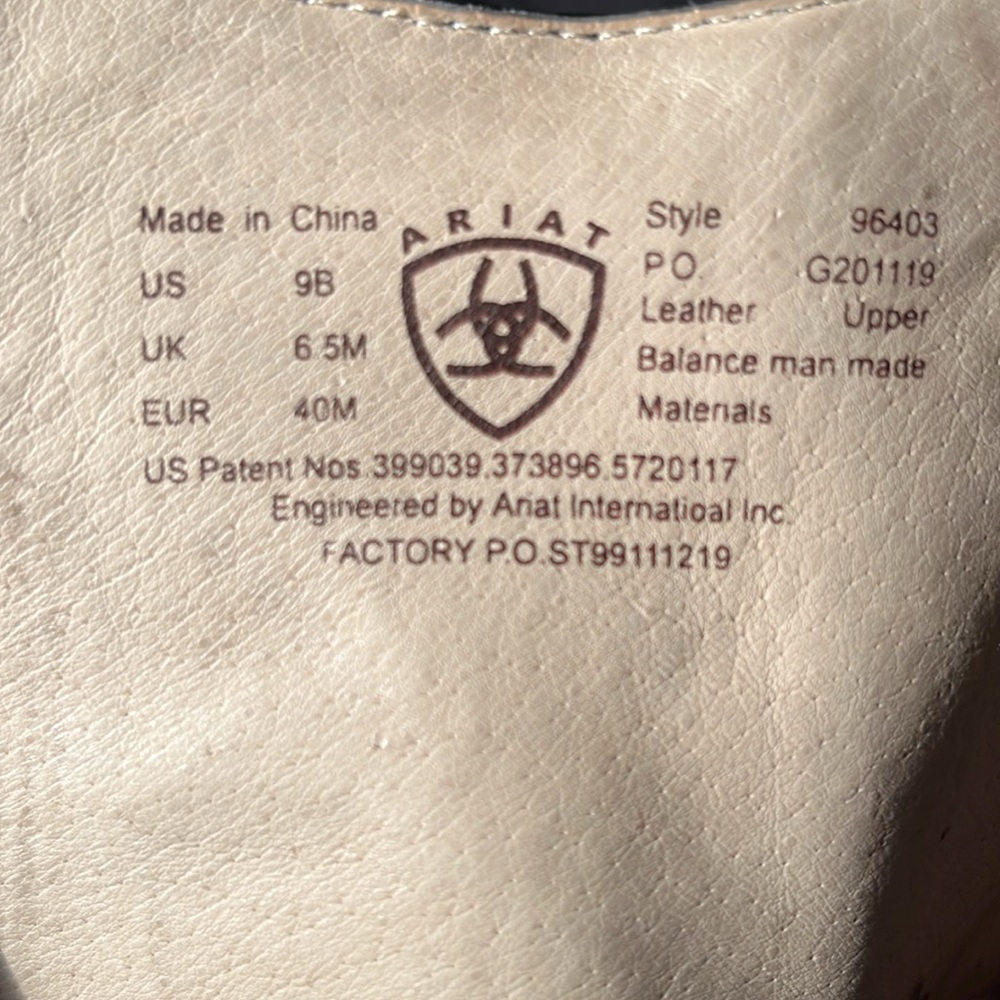 ARIAT
Made in China
US 9B
UK 6.5M
EUR 40M
Style 96403
P.O. G201119
Leather Upper
Balance man made
Materials
US Patent Nos.399039.373896.5720117
Engineered by Ariat Internatioal Inc.
FACTORY P.O.ST99111219